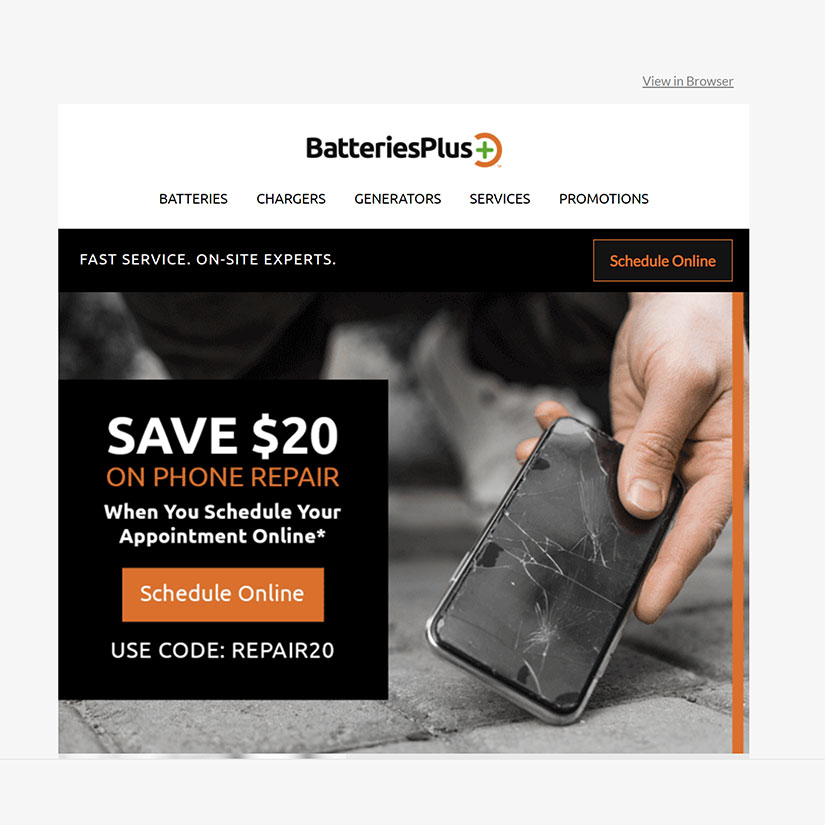 View in Browser
BatteriesPlus+
BATTERIES CHARGERS GENERATORS SERVICES PROMOTIONS
FAST SERVICE. ON-SITE EXPERTS.
Schedule Online
SAVE $20
ON PHONE REPAIR
When You Schedule Your
Appointment Online*
Schedule Online
USE CODE: REPAIR20